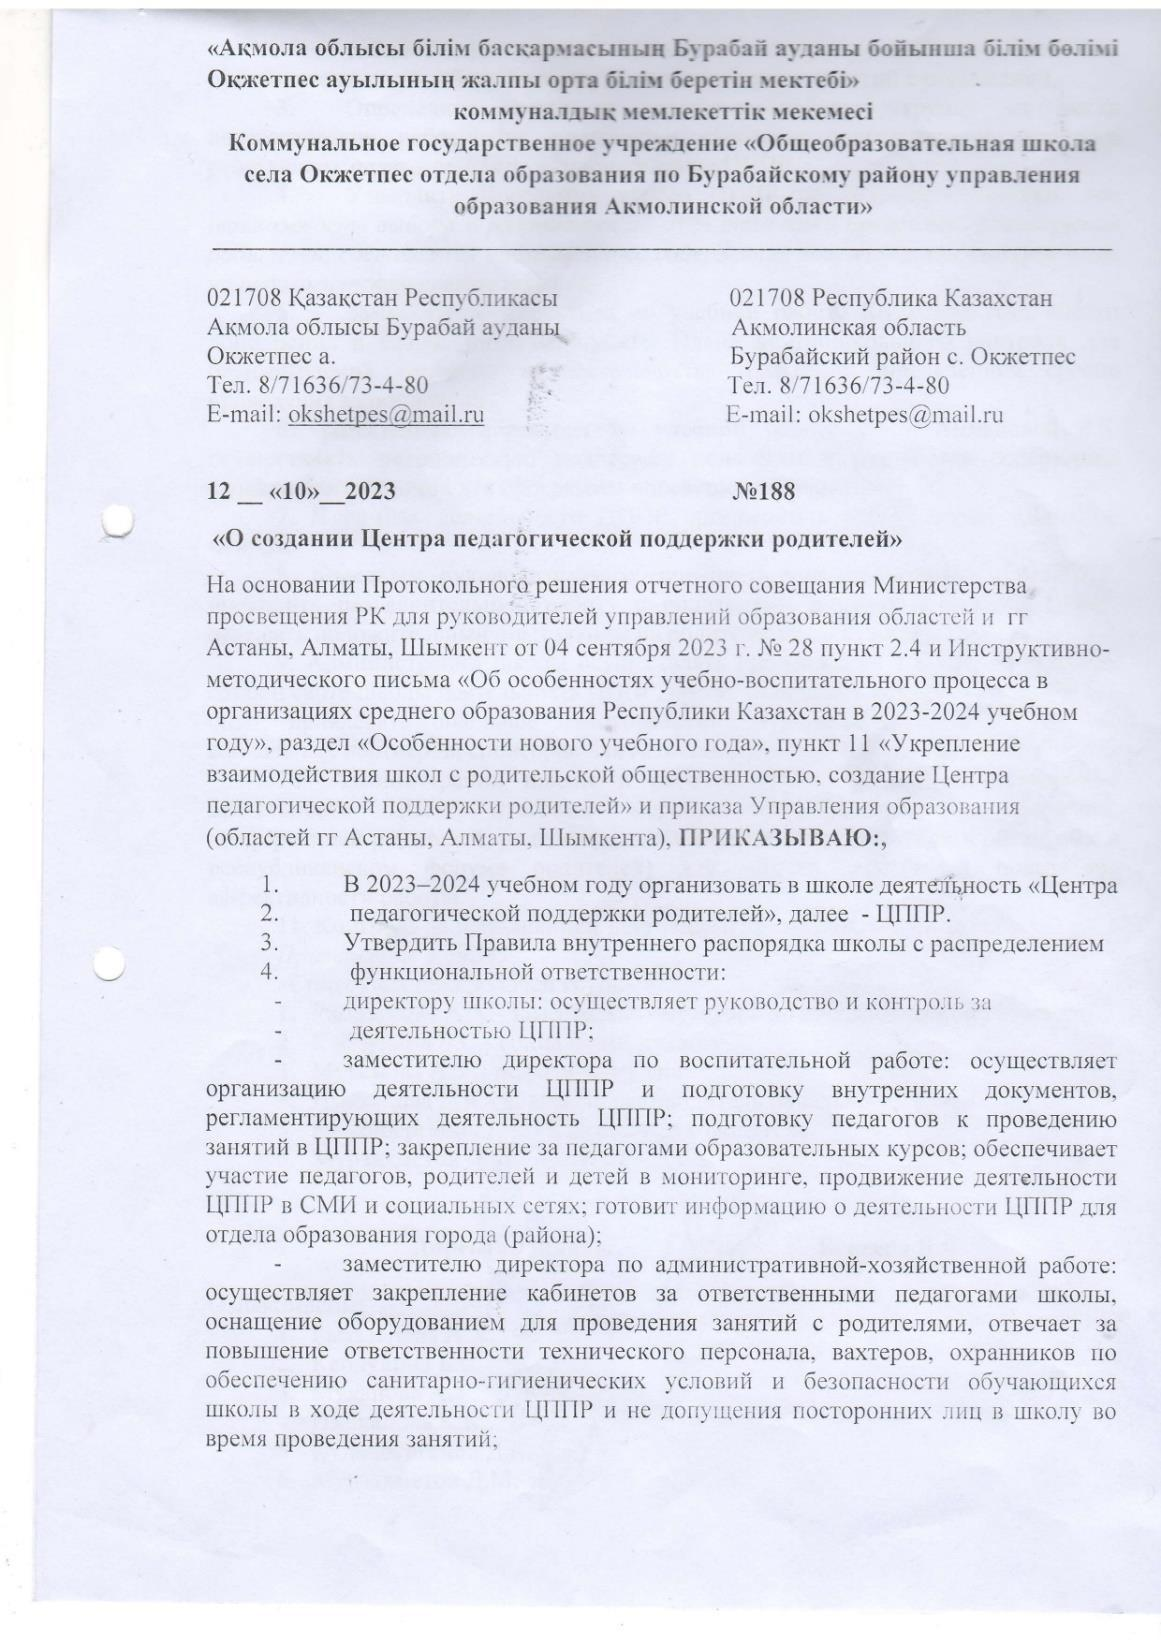 «Ақмола облысы білім басқармасының Бурабай ауданы бойынша білім бөлімі
Оқжетпес ауылының жалпы орта білім беретін мектебі»
коммуналдық мемлекеттік мекемесі
Коммунальное государственное учреждение «Общеобразовательная школа
села Окжетпес отдела образования по Бурабайскому району управления
образования Акмолинской области»
021708 Қазақстан Республикасы 021708 Республика Казахстан
Ақмола облысы Бурабай ауданы Акмолинская область
Окжетпес а. Бурабайский район с. Окжетпес
Тел. 8/71636/73-4-80 Тел. 8/71636/73-4-80
E-mail: okshetpes@mail.ru E-mail: okshetpes@mail.ru
12 __ «10»__2023 №188
«О создании Центра педагогической поддержки родителей»
На основании Протокольного решения отчетного совещания Министерства
просвещения РК для руководителей управлений образования областей и гг
Астаны, Алматы, Шымкент от 04 сентября 2023 г. № 28 пункт 2.4 и Инструктивно-
методического письма «Об особенностях учебно-воспитательного процесса в
организациях среднего образования Республики Казахстан в 2023-2024 учебном
году», раздел «Особенности нового учебного года», пункт 11 «Укрепление
взаимодействия школ с родительской общественностью, создание Центра
педагогической поддержки родителей» и приказа Управления образования
(областей гг Астаны, Алматы, Шымкента), ПРИКАЗЫВАЮ:,
1. В 2023–2024 учебном году организовать в школе деятельность «Центра
2. педагогической поддержки родителей», далее - ЦППР.
3. Утвердить Правила внутреннего распорядка школы с распределением
4. функциональной ответственности:
- директору школы: осуществляет руководство и контроль за
- деятельностью ЦППР;
- заместителю директора по воспитательной работе: осуществляет
организацию деятельности ЦППР и подготовку внутренних документов,
регламентирующих деятельность ЦППР; подготовку педагогов к проведению
занятий в ЦППР; закрепление за педагогами образовательных курсов; обеспечивает
участие педагогов, родителей и детей в мониторинге, продвижение деятельности
ЦППР в СМИ и социальных сетях; готовит информацию о деятельности ЦППР для
отдела образования города (района);
- заместителю директора по административной-хозяйственной работе:
осуществляет закрепление кабинетов за ответственными педагогами школы,
оснащение оборудованием для проведения занятий с родителями, отвечает за
повышение ответственности технического персонала, вахтеров, охранников по
обеспечению санитарно-гигиенических условий и безопасности обучающихся
школы в ходе деятельности ЦППР и не допущения посторонних лиц в школу во
время проведения занятий;